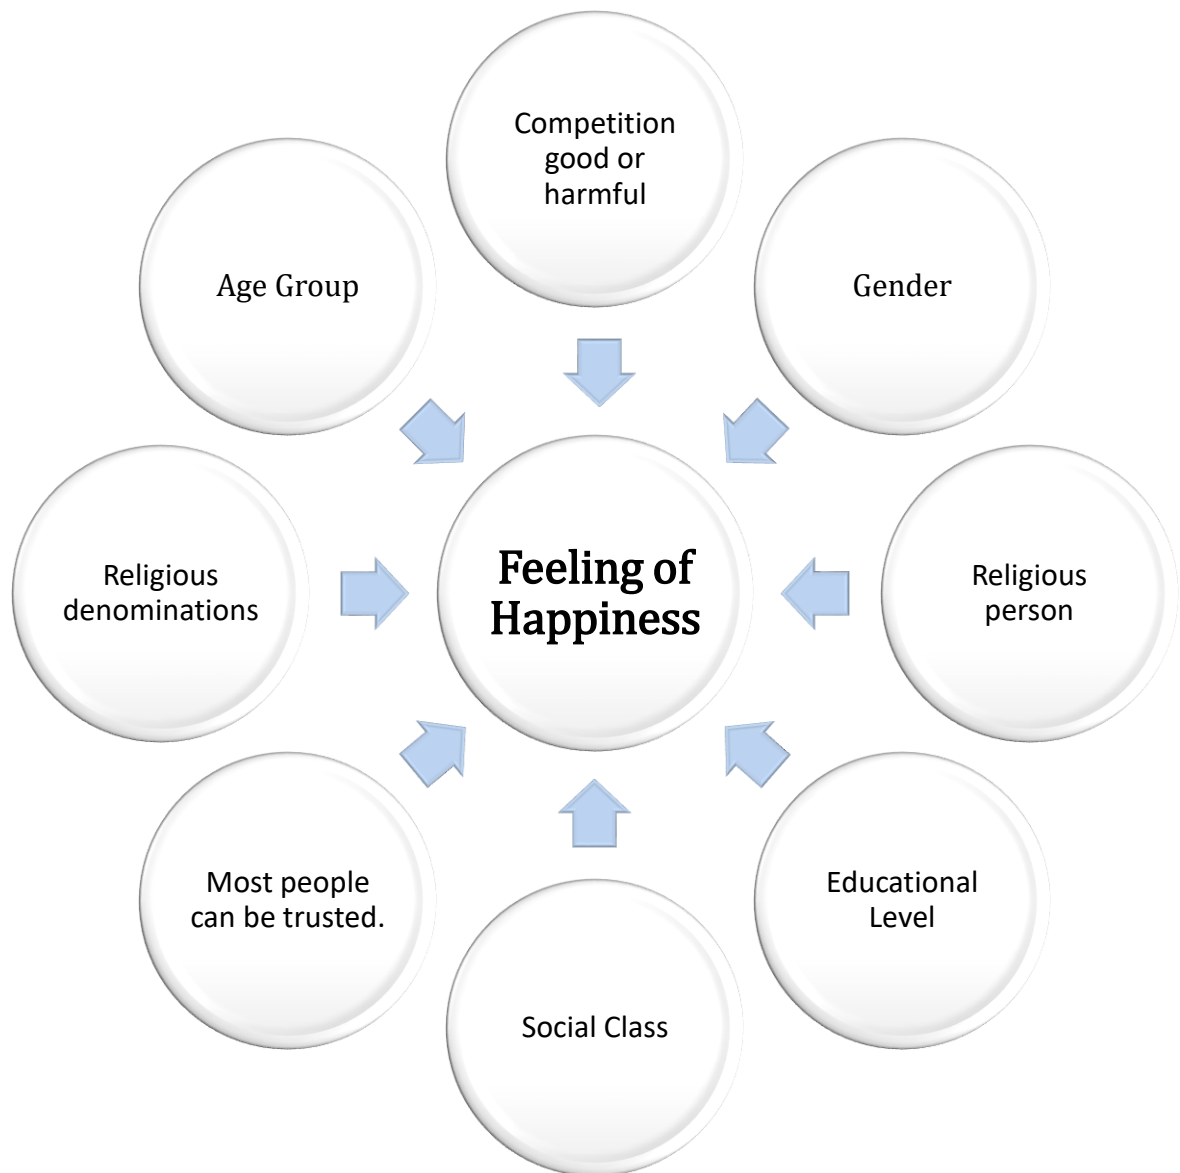 Competition
good or
harmful
Age Group
Gender
Religious
denominations
Feeling of
Happiness
Religious
person
Most people
can be trusted.
Educational
Level
Social Class